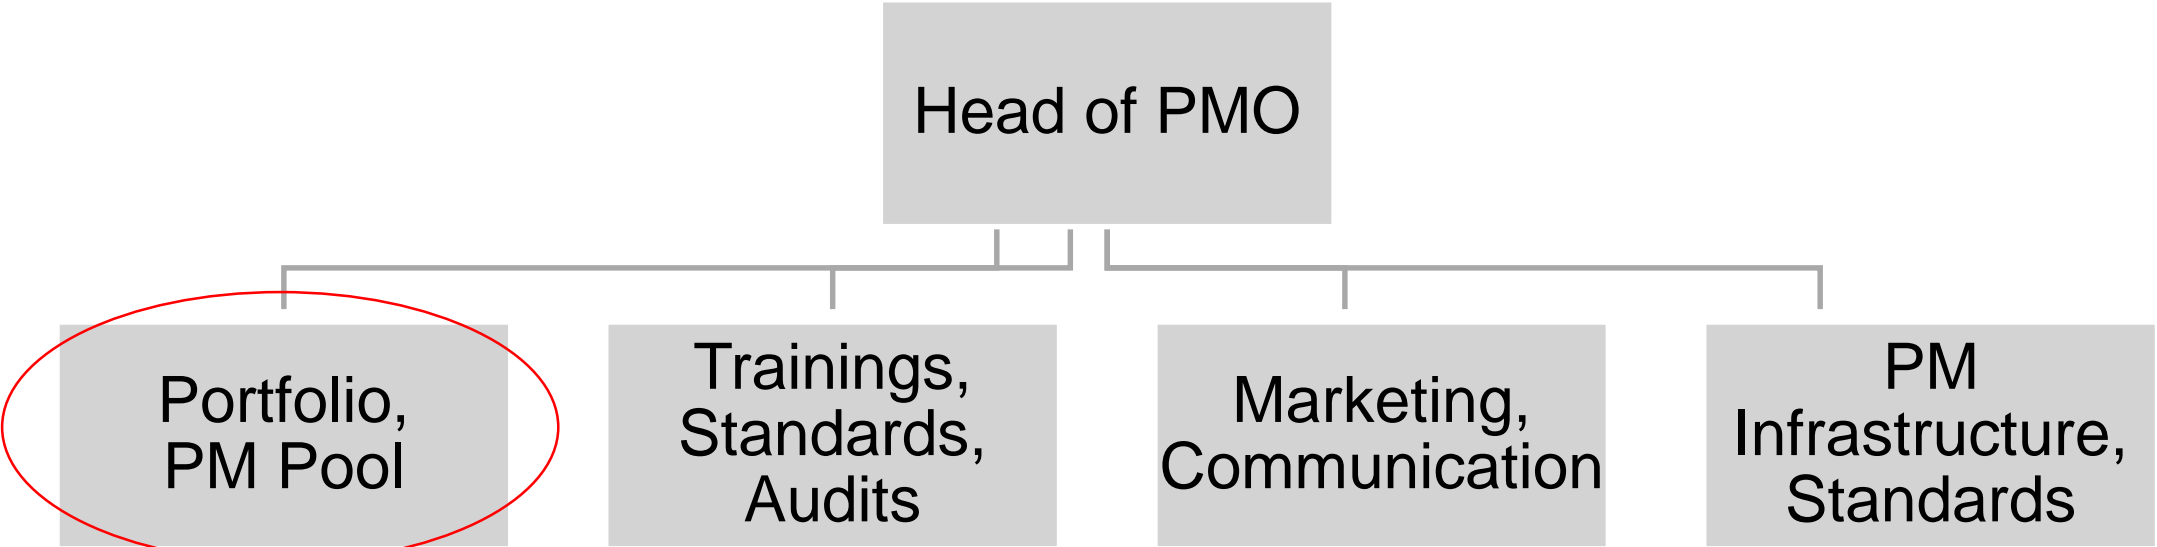 Head of PMO
Portfolio,
PM Pool
Trainings,
Standards,
Audits
Marketing,
Communication
PM
Infrastructure,
Standards